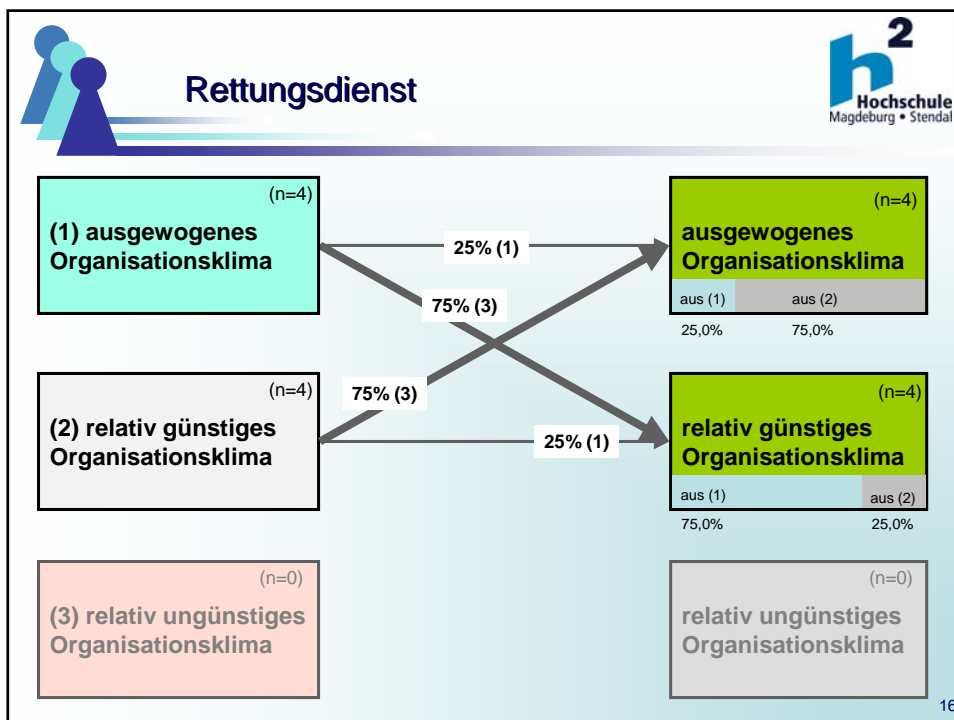 Rettungsdienst
h2
Hochschule
Magdeburg • Stendal
(n=4)
(1) ausgewogenes
Organisationsklima
25% (1)
75% (3)
(n=4)
ausgewogenes
Organisationsklima
aus (1) aus (2)
25,0% 75,0%
(n=4)
(2) relativ günstiges
Organisationsklima
75% (3)
25% (1)
(n=4)
relativ günstiges
Organisationsklima
aus (1) aus (2)
75,0% 25,0%
(n=0)
(3) relativ ungünstiges
Organisationsklima
(n=0)
relativ ungünstiges
Organisationsklima
16